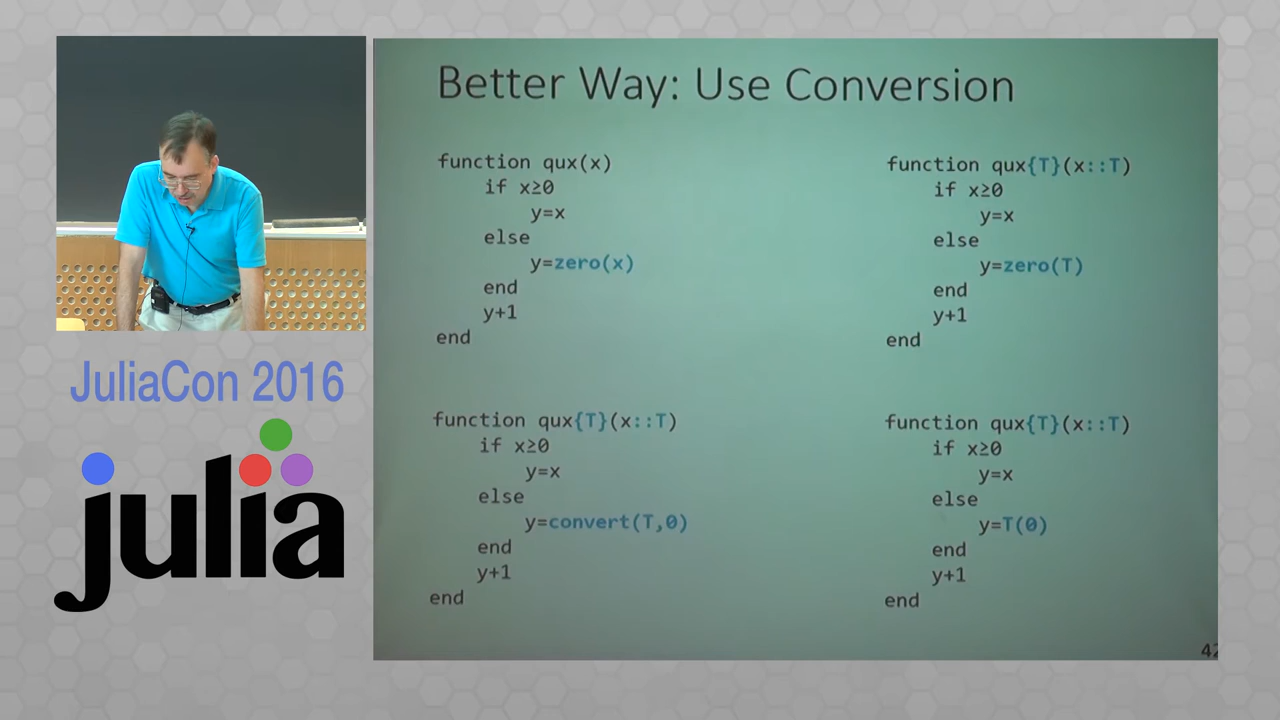 Better Way: Use Conversion
function qux(x)
    if x≥0
        y=x
    else
        y=zero(x)
    end
    y+1
end
function qux{T}(x::T)
    if x≥0
        y=x
    else
        y=zero(T)
    end
    y+1
end
function qux{T}(x::T)
    if x≥0
        y=x
    else
        y=convert(T,0)
    end
    y+1
end
function qux{T}(x::T)
    if x≥0
        y=x
    else
        y=T(0)
    end
    y+1
end
42
JuliaCon 2016
julia